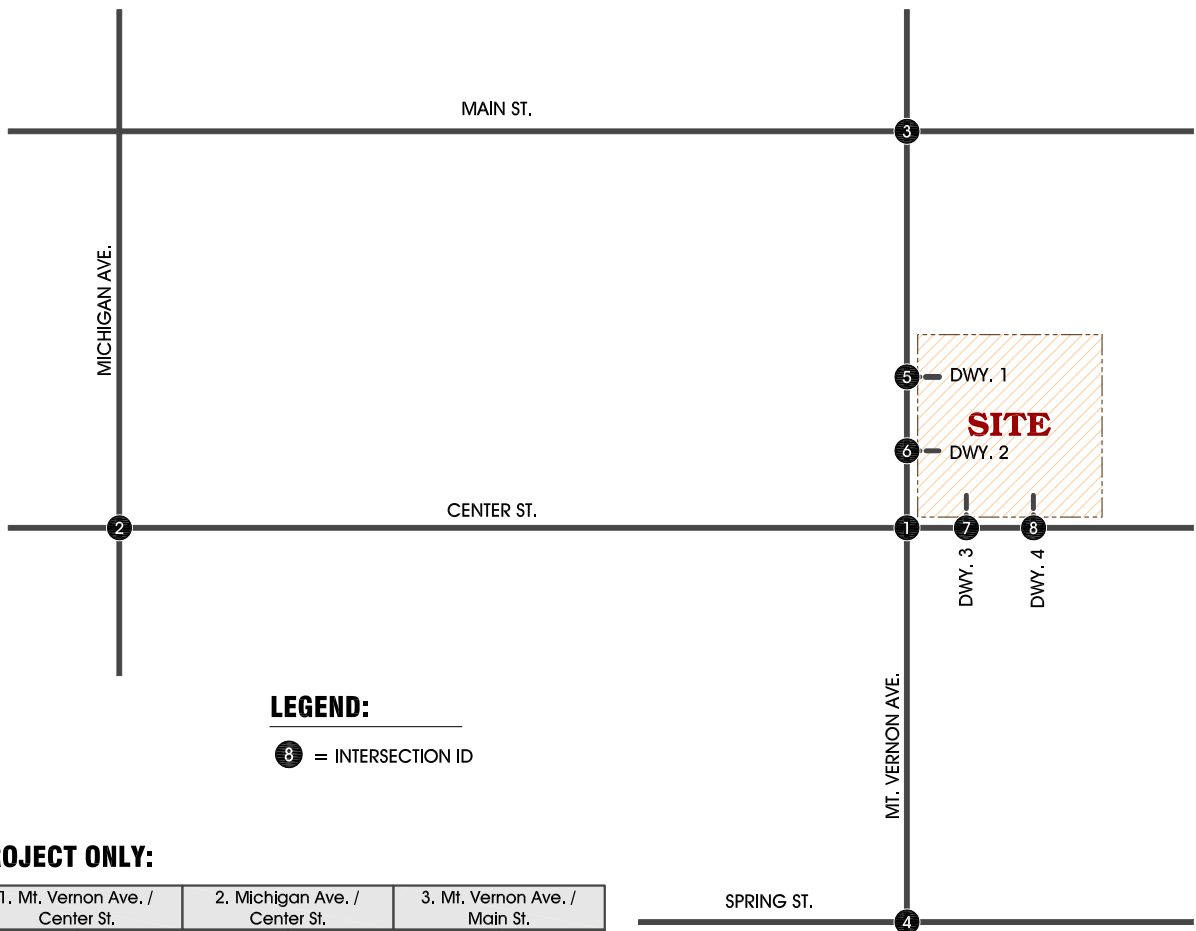 MAIN ST.
3
MICHIGAN AVE.
5
DWY. 1
SITE
6
DWY. 2
CENTER ST.
2
1
7
8
DWY. 3
DWY. 4
LEGEND:
8 = INTERSECTION ID
MT. VERNON AVE.
ROJECT ONLY:
1. Mt. Vernon Ave. /
Center St.
2. Michigan Ave. /
Center St.
3. Mt. Vernon Ave. /
Main St.
SPRING ST.
4